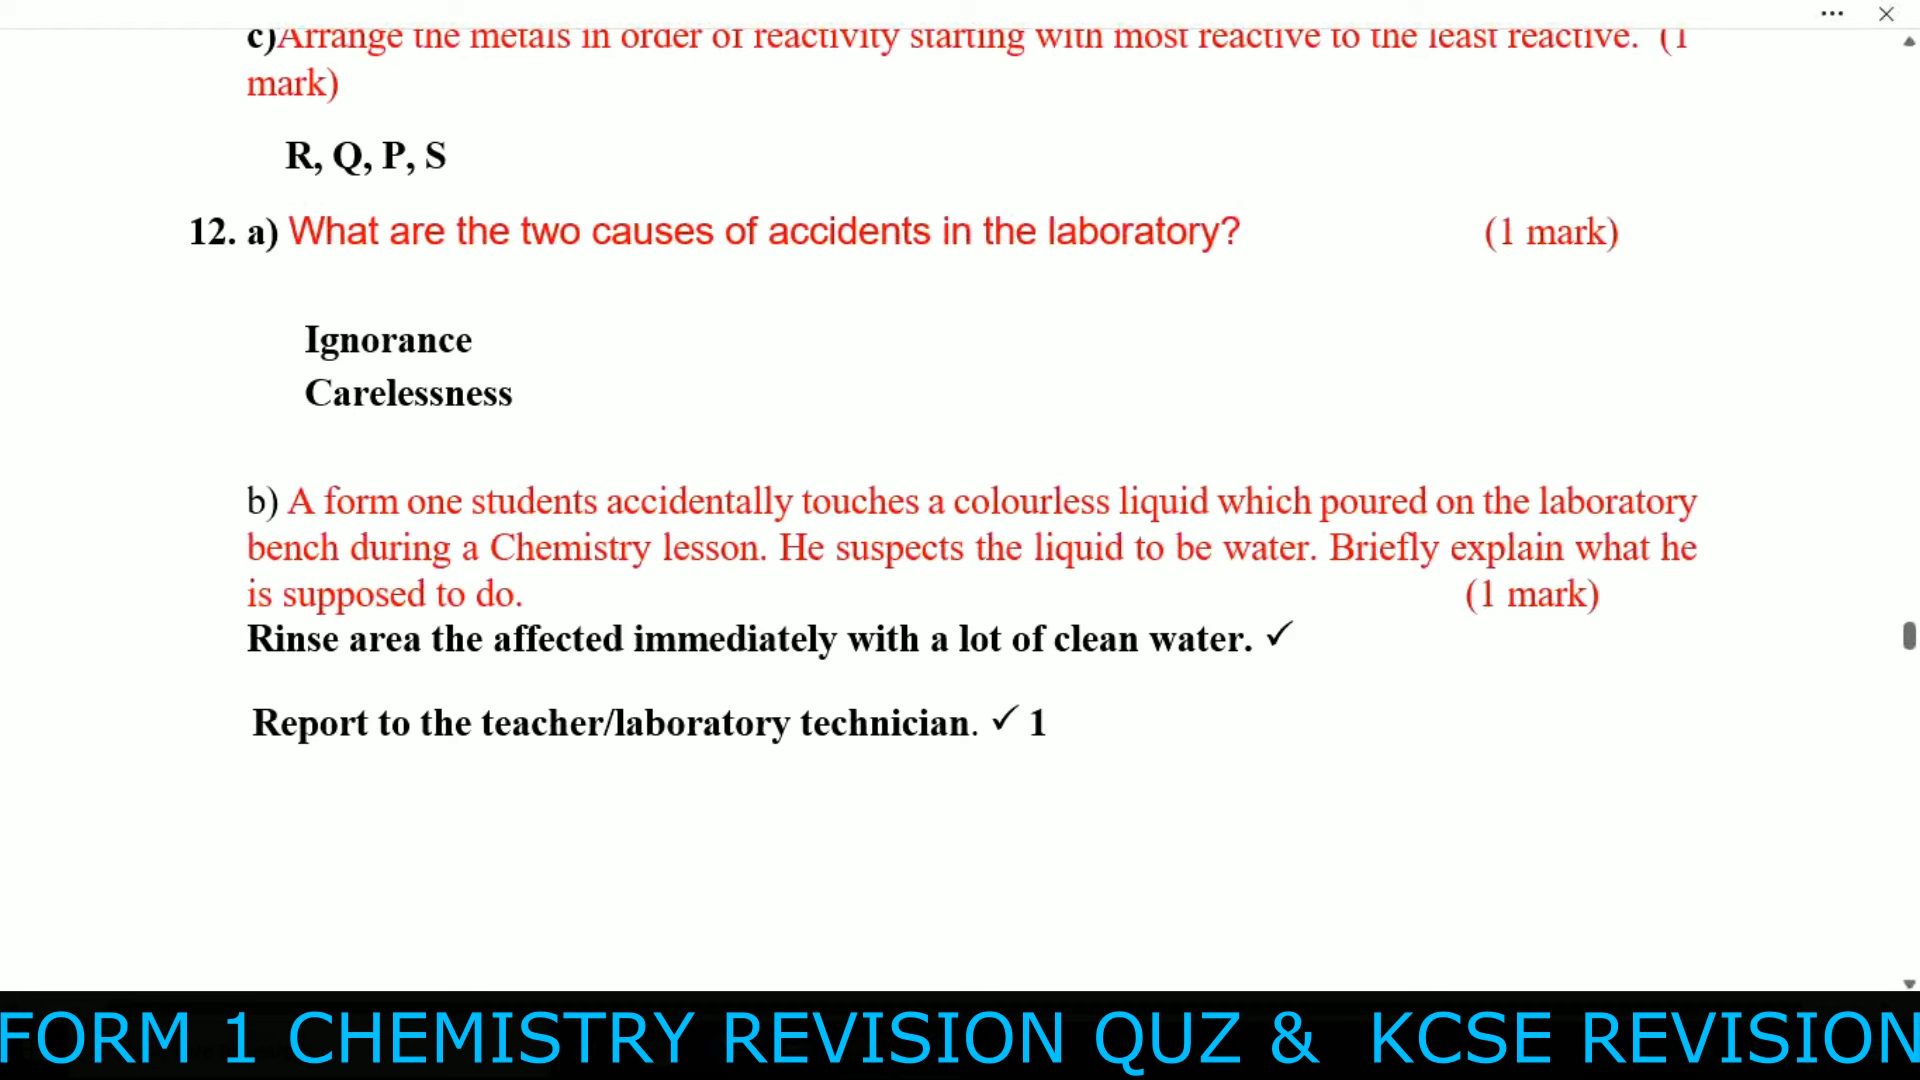 c)Arrange the metals in order of reactivity starting with most reactive to the least reactive. (1
mark)
R, Q, P, S
12. a) What are the two causes of accidents in the laboratory? (1 mark)
Ignorance
Carelessness
b) A form one students accidentally touches a colourless liquid which poured on the laboratory
bench during a Chemistry lesson. He suspects the liquid to be water. Briefly explain what he
is supposed to do. (1 mark)
Rinse area the affected immediately with a lot of clean water. ✓
Report to the teacher/laboratory technician. ✓ 1
FORM 1 CHEMISTRY REVISION QUZ & KCSE REVISION